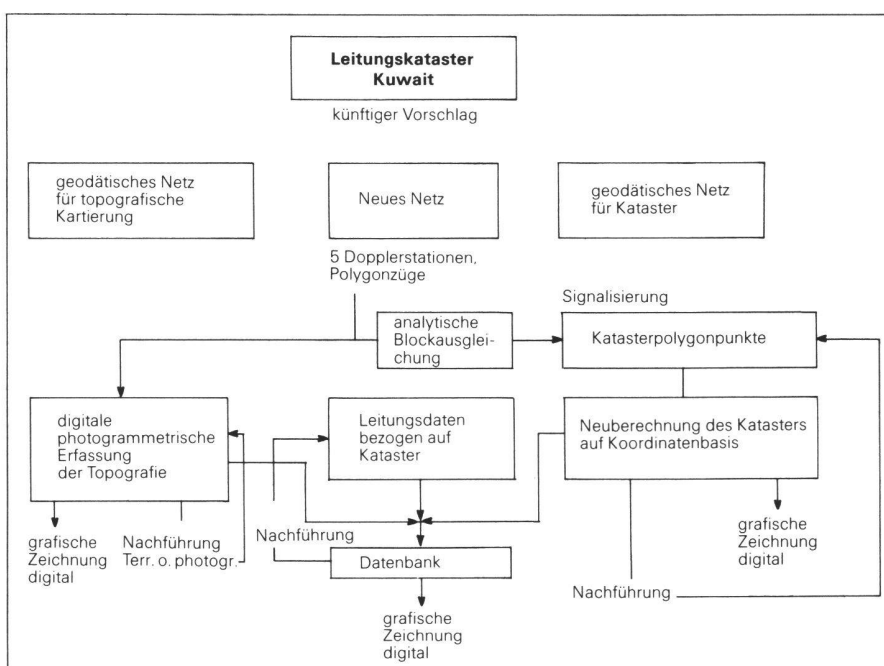 Leitungskataster
Kuwait
künftiger Vorschlag
geodätisches Netz
für topografische
Kartierung
Neues Netz
geodätisches Netz
für Kataster
5 Dopplerstationen,
Polygonzüge
Signalisierung
analytische
Blockausglei-
chung
Katasterpolygonpunkte
digitale
photogrammetrische
Erfassung
der Topografie
Leitungsdaten
bezogen auf
Kataster
Neuberechnung des Katasters
auf Koordinatenbasis
grafische
Zeichnung
digital
Nachführung
Terr. o. photogr.
Nachführung
Datenbank
grafische
Zeichnung
digital
Nachführung
grafische
Zeichnung
digital